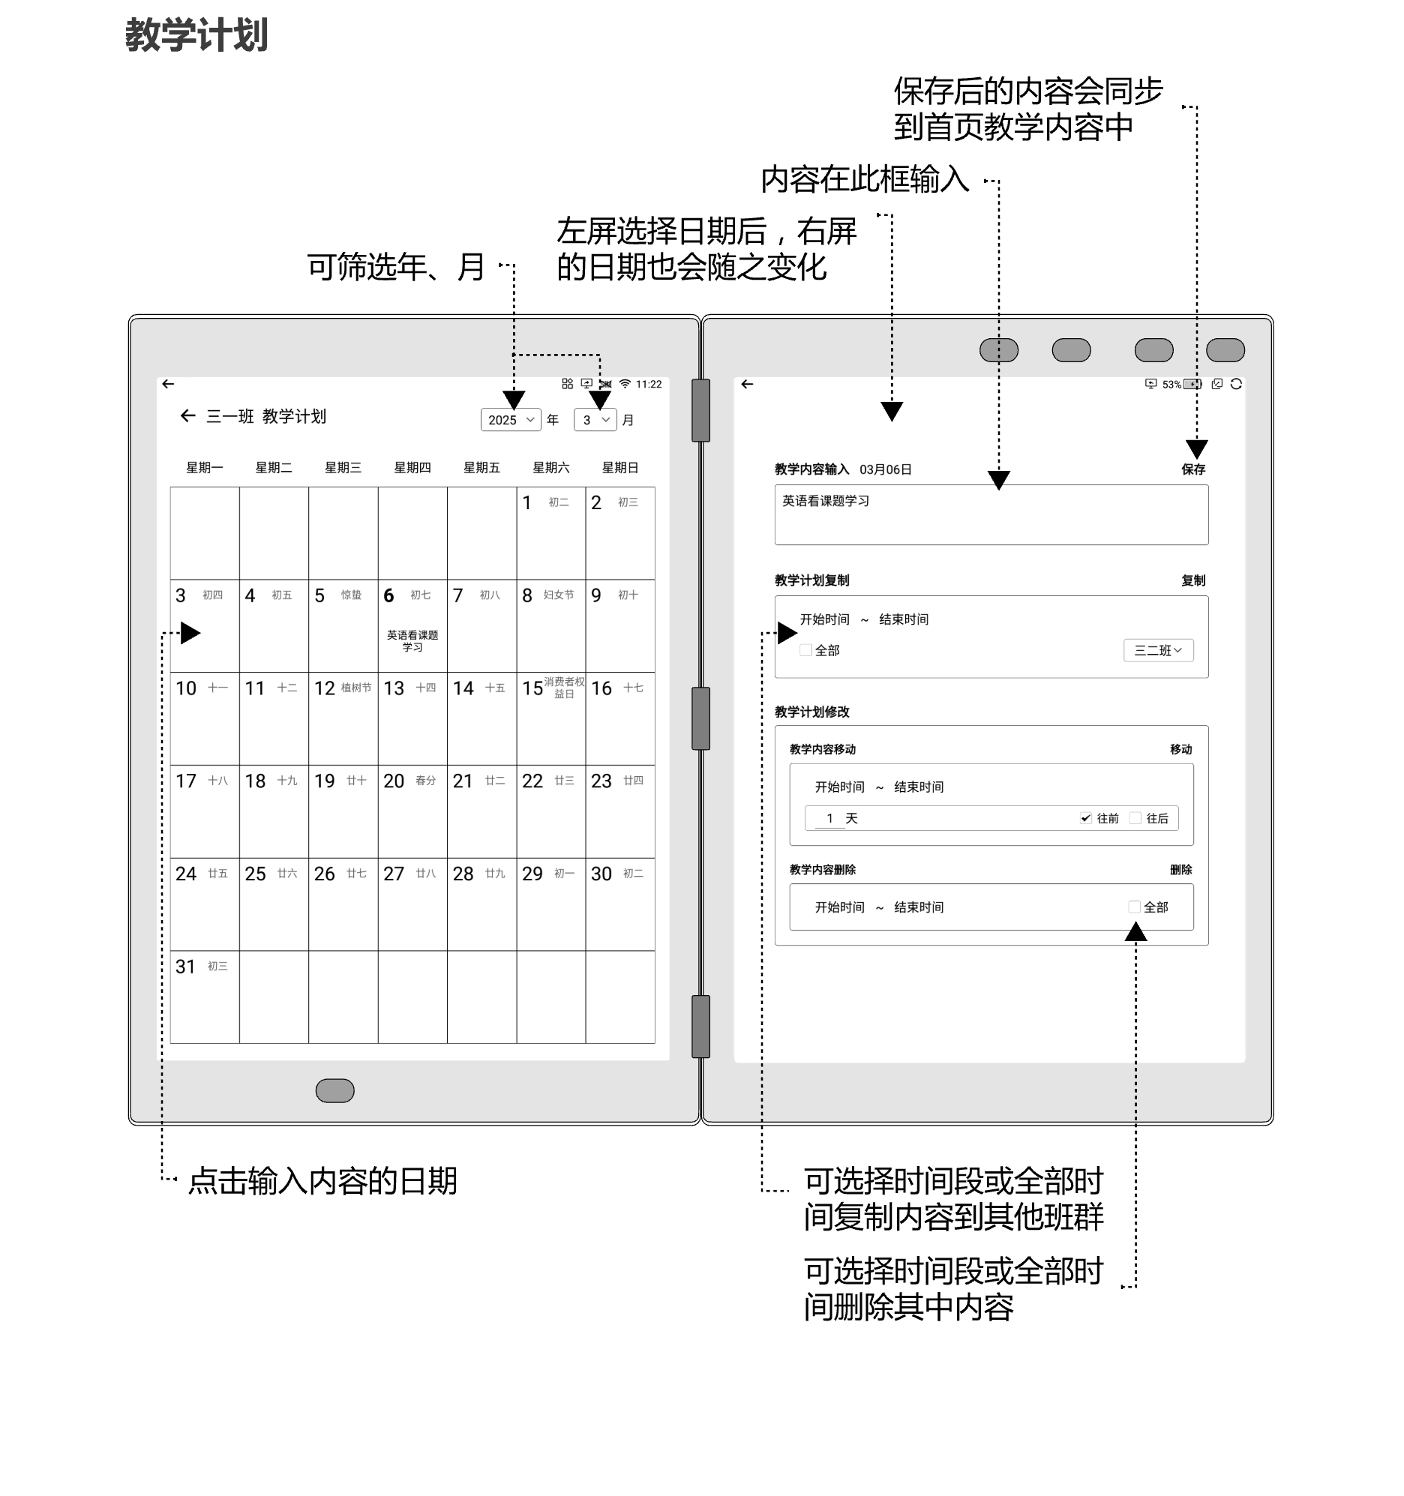 教学计划
保存后的内容会同步
到首页教学内容中
内容在此框输入
左屏选择日期后，右屏
的日期也会随之变化
可筛选年、月
11:22
三一班 教学计划
2025 年 3 月
星期一 星期二 星期三 星期四 星期五 星期六 星期日
1 初二 2 初三
3 初四 4 初五 5 惊蛰 6 初七 7 初八 8 妇女节 9 初十
英语看课题
学习
10 十一 11 十二 12 植树节 13 十四 14 十五 15 消费者权 16 十七
益日
17 十八 18 十九 19 廿十 20 春分 21 廿二 22 廿三 23 廿四
24 廿五 25 廿六 26 廿七 27 廿八 28 廿九 29 初一 30 初二
31 初三
53%
教学内容输入 03月06日 保存
英语看课题学习
教学计划复制 复制
开始时间 ~ 结束时间
全部 三二班
教学计划修改
教学内容移动 移动
开始时间 ~ 结束时间
1 天 往前 往后
教学内容删除 删除
开始时间 ~ 结束时间 全部
点击输入内容的日期
可选择时间段或全部时
间复制内容到其他班群
可选择时间段或全部时
间删除其中内容